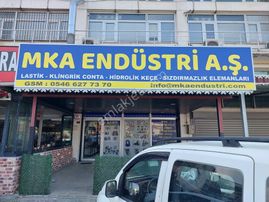 MKA ENDÜSTRİ A.Ş.
LASTİK - KLİNGRİK CONTA - HİDROLİK KEÇE - SIZDIRMAZLIK ELEMANLARI
GSM : 0546 627 73 70 info@mkaendustri.com